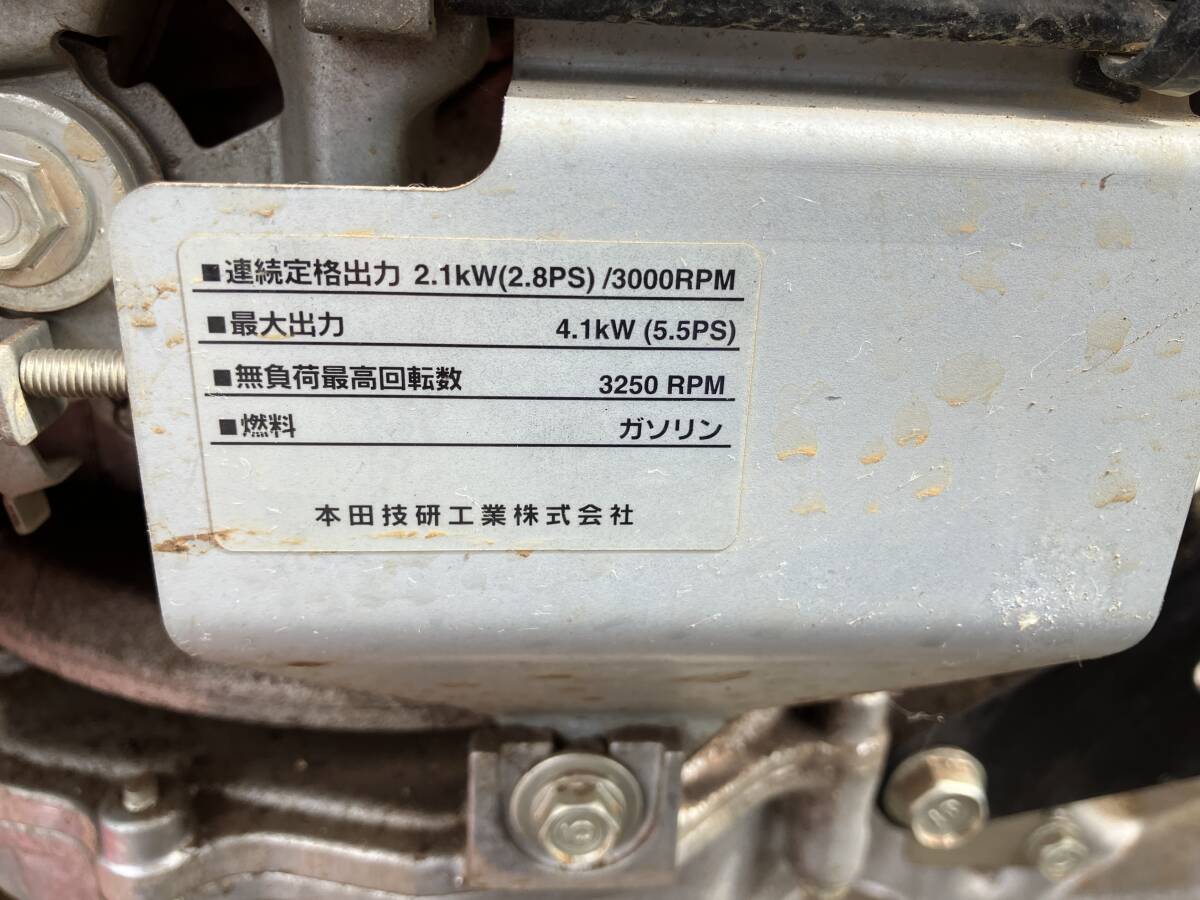 ■連続定格出力 2.1kW(2.8PS) /3000RPM
■最大出力 4.1kW (5.5PS)
■無負荷最高回転数 3250 RPM
■燃料 ガソリン
本田技研工業株式会社